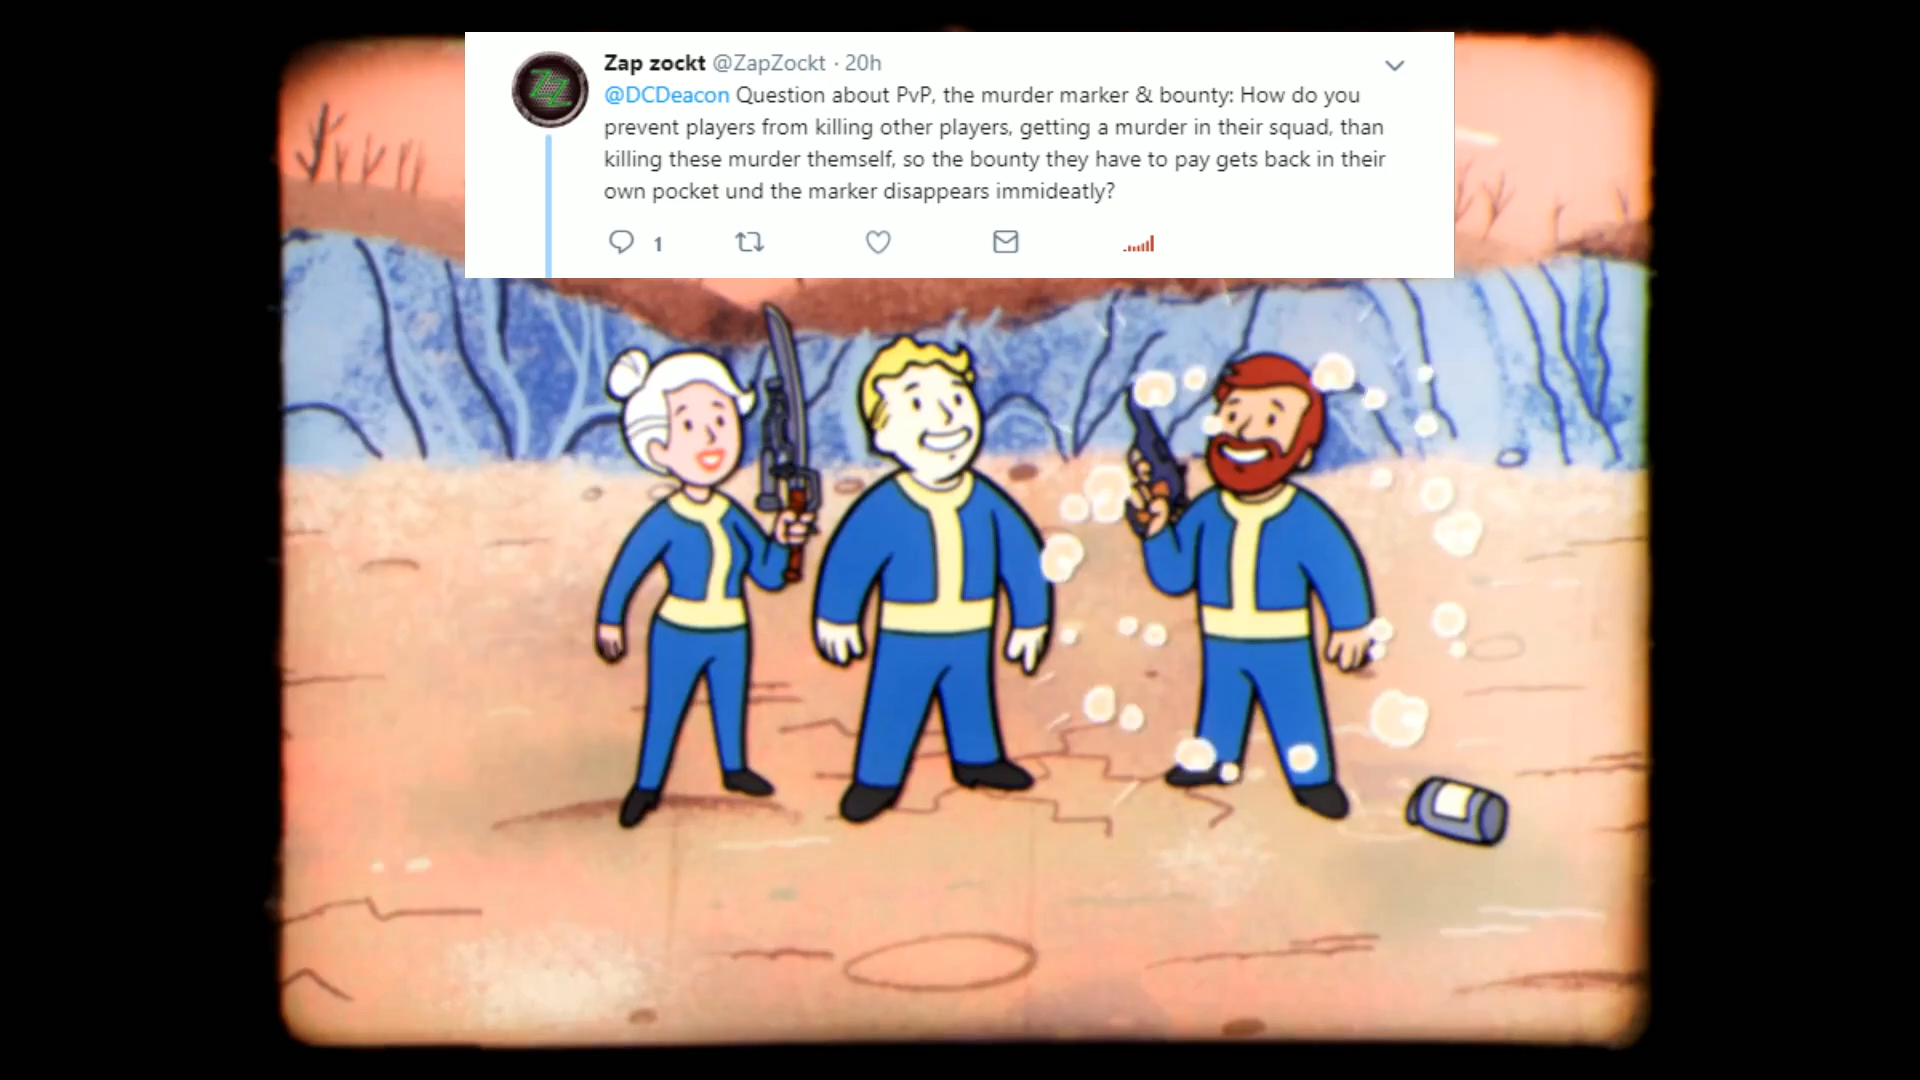 Zap zockt @ZapZockt · 20h
@DCDeacon Question about PvP, the murder marker & bounty: How do you
prevent players from killing other players, getting a murder in their squad, than
killing these murder themself, so the bounty they have to pay gets back in their
own pocket und the marker disappears immideatly?
1